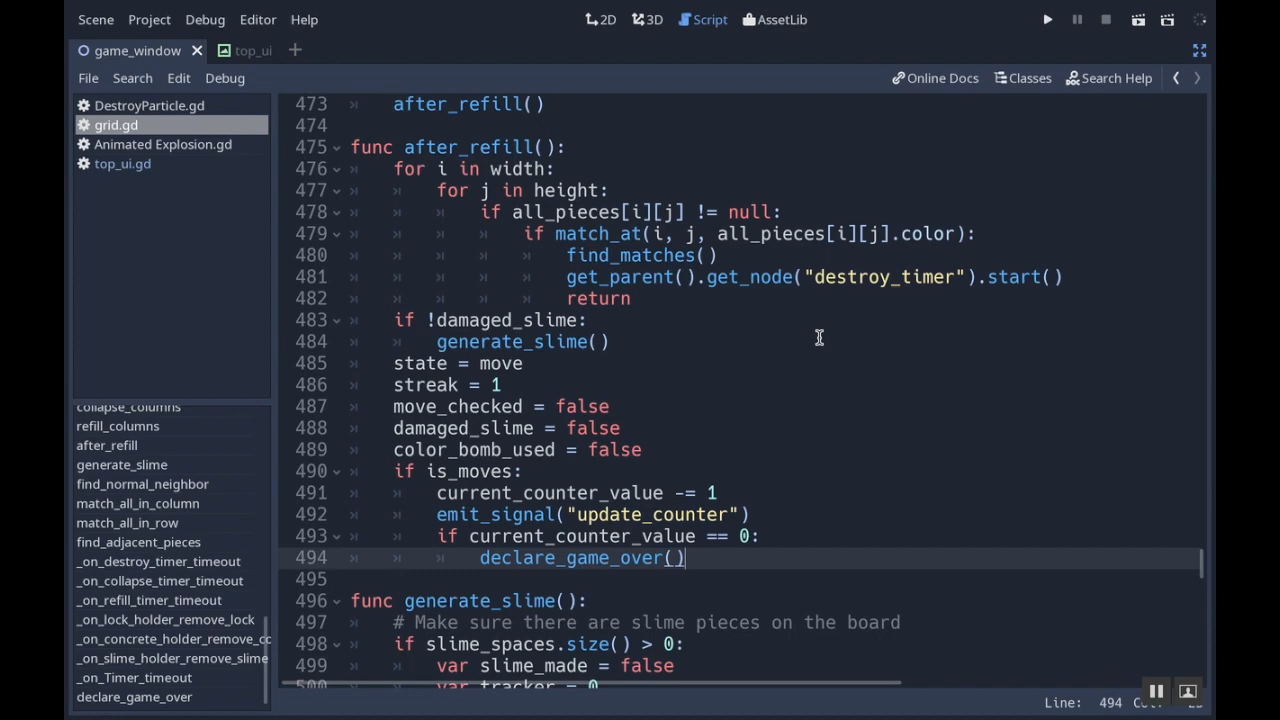 Scene Project Debug Editor Help 2D 3D Script AssetLib
game_window top_ui
File Search Edit Debug Online Docs Classes Search Help
DestroyParticle.gd
grid.gd
Animated Explosion.gd
top_ui.gd
collapse_columns
refill_columns
after_refill
generate_slime
find_normal_neighbor
match_all_in_column
match_all_in_row
find_adjacent_pieces
_on_destroy_timer_timeout
_on_collapse_timer_timeout
_on_refill_timer_timeout
_on_lock_holder_remove_lock
_on_concrete_holder_remove_co
_on_slime_holder_remove_slime
_on_Timer_timeout
declare_game_over
473 after_refill()
474
475 func after_refill():
476 for i in width:
477 for j in height:
478 if all_pieces[i][j] != null:
479 if match_at(i, j, all_pieces[i][j].color):
480 find_matches()
481 get_parent().get_node("destroy_timer").start()
482 return
483 if !damaged_slime:
484 generate_slime()
485 state = move
486 streak = 1
487 move_checked = false
488 damaged_slime = false
489 color_bomb_used = false
490 if is_moves:
491 current_counter_value -= 1
492 emit_signal("update_counter")
493 if current_counter_value == 0:
494 declare_game_over()
495
496 func generate_slime():
497 # Make sure there are slime pieces on the board
498 if slime_spaces.size() > 0:
499 var slime_made = false
500 var tracker = 0
Line: 494